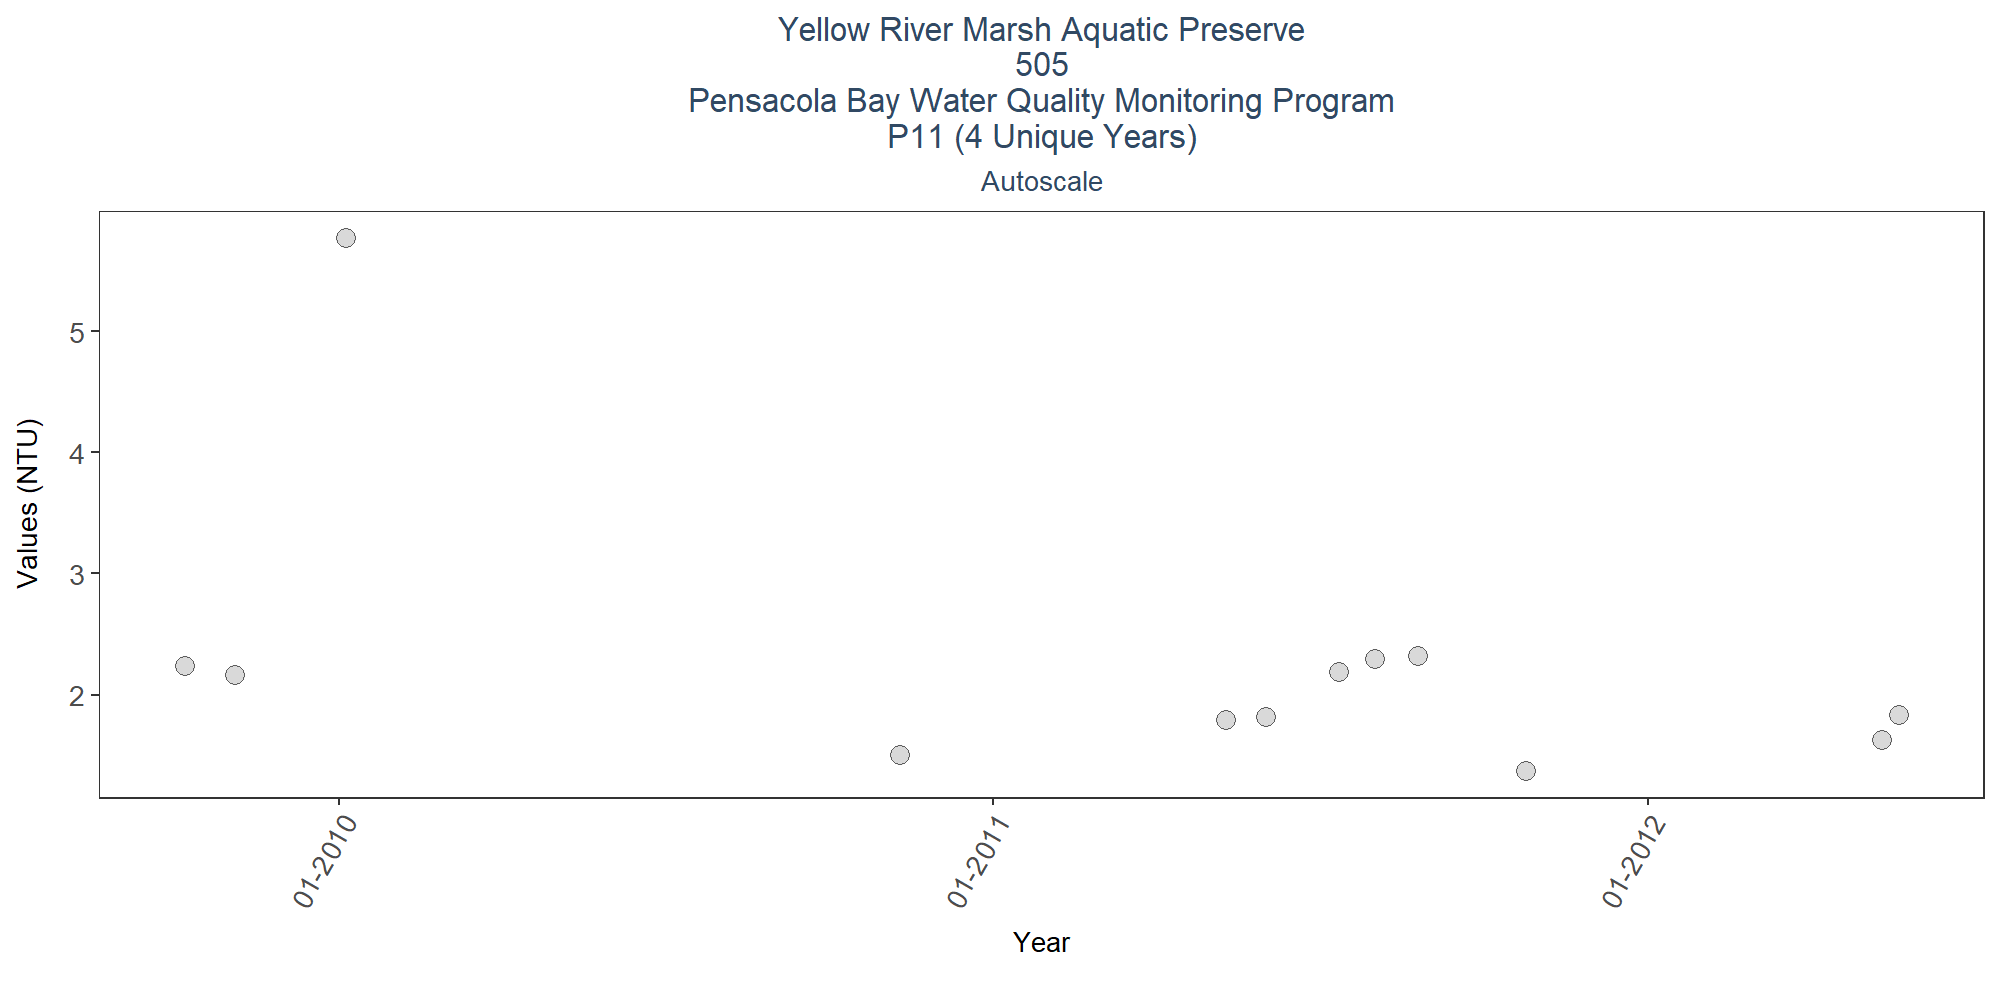 Yellow River Marsh Aquatic Preserve
505
Pensacola Bay Water Quality Monitoring Program
P11 (4 Unique Years)
Autoscale
Values (NTU)
5
4
3
2
01-2010
01-2011
01-2012
Year